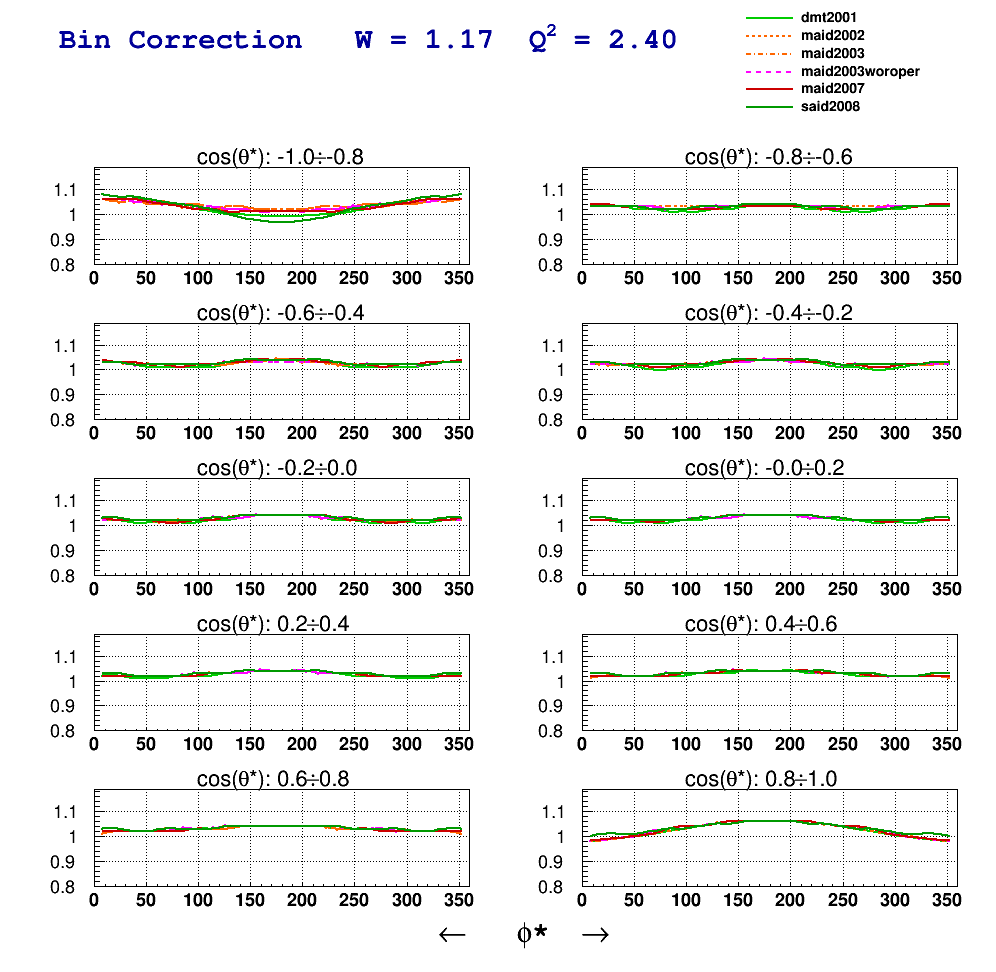 Bin Correction W = 1.17 Q² = 2.40
dmt2001
maid2002
maid2003
maid2003woroper
maid2007
said2008
cos(θ*): -1.0÷-0.8
1.1
1
0.9
0.8
0 50 100 150 200 250 300 350
cos(θ*): -0.8÷-0.6
1.1
1
0.9
0.8
0 50 100 150 200 250 300 350
cos(θ*): -0.6÷-0.4
1.1
1
0.9
0.8
0 50 100 150 200 250 300 350
cos(θ*): -0.4÷-0.2
1.1
1
0.9
0.8
0 50 100 150 200 250 300 350
cos(θ*): -0.2÷0.0
1.1
1
0.9
0.8
0 50 100 150 200 250 300 350
cos(θ*): -0.0÷0.2
1.1
1
0.9
0.8
0 50 100 150 200 250 300 350
cos(θ*): 0.2÷0.4
1.1
1
0.9
0.8
0 50 100 150 200 250 300 350
cos(θ*): 0.4÷0.6
1.1
1
0.9
0.8
0 50 100 150 200 250 300 350
cos(θ*): 0.6÷0.8
1.1
1
0.9
0.8
0 50 100 150 200 250 300 350
cos(θ*): 0.8÷1.0
1.1
1
0.9
0.8
0 50 100 150 200 250 300 350
← ϕ* →